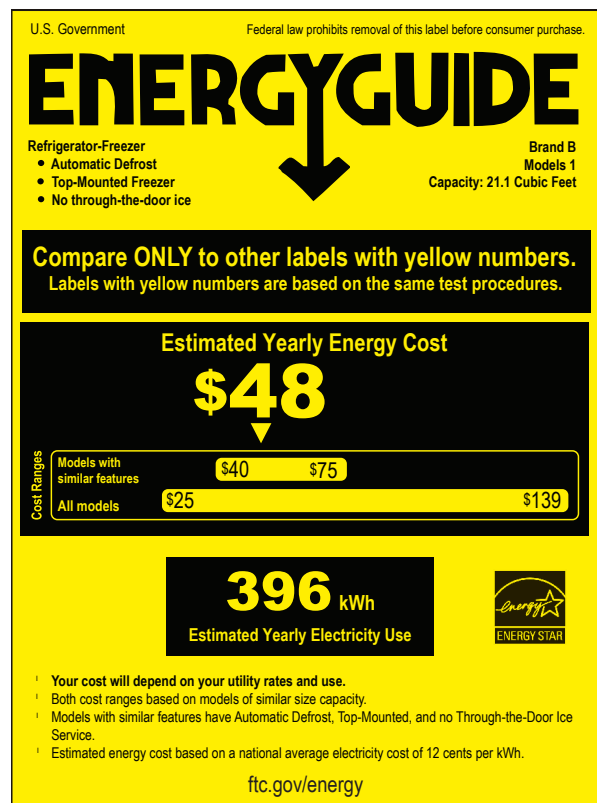 U.S. Government
Federal law prohibits removal of this label before consumer purchase.
ENERGYGUIDE
Refrigerator-Freezer
● Automatic Defrost
● Top-Mounted Freezer
● No through-the-door ice
Brand B
Models 1
Capacity: 21.1 Cubic Feet
Compare ONLY to other labels with yellow numbers.
Labels with yellow numbers are based on the same test procedures.
Estimated Yearly Energy Cost
$48
Cost Ranges
Models with
similar features
$40 $75
All models
$25 $139
396 kWh
Estimated Yearly Electricity Use
energy
ENERGY STAR
Your cost will depend on your utility rates and use.
Both cost ranges based on models of similar size capacity.
Models with similar features have Automatic Defrost, Top-Mounted, and no Through-the-Door Ice
Service.
Estimated energy cost based on a national average electricity cost of 12 cents per kWh.
ftc.gov/energy